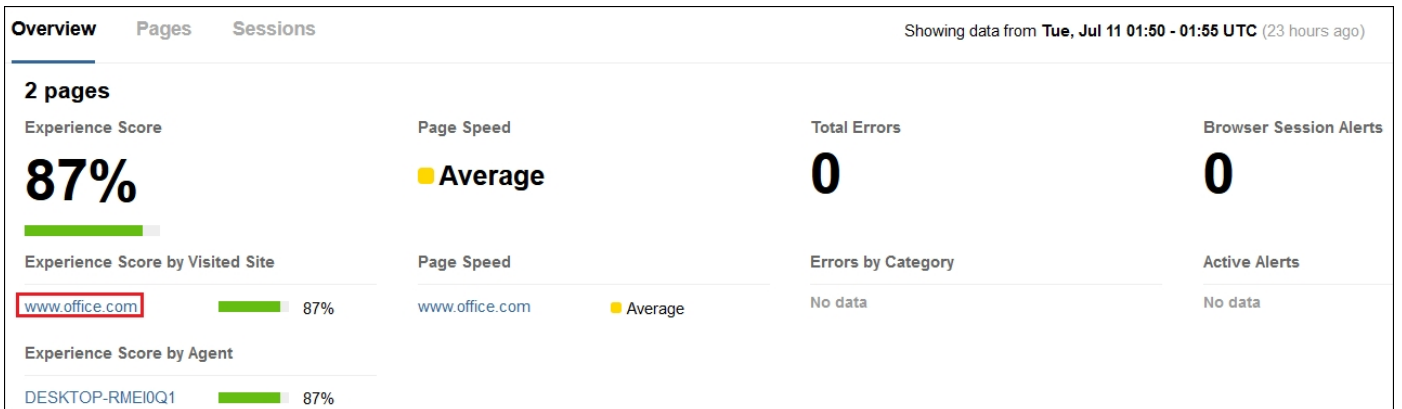 Overview Pages Sessions Showing data from Tue, Jul 11 01:50 - 01:55 UTC (23 hours ago)
2 pages
Experience Score Page Speed Total Errors Browser Session Alerts
87% Average 0 0
Experience Score by Visited Site Page Speed Errors by Category Active Alerts
www.office.com 87% www.office.com Average No data No data
Experience Score by Agent
DESKTOP-RMEI0Q1 87%